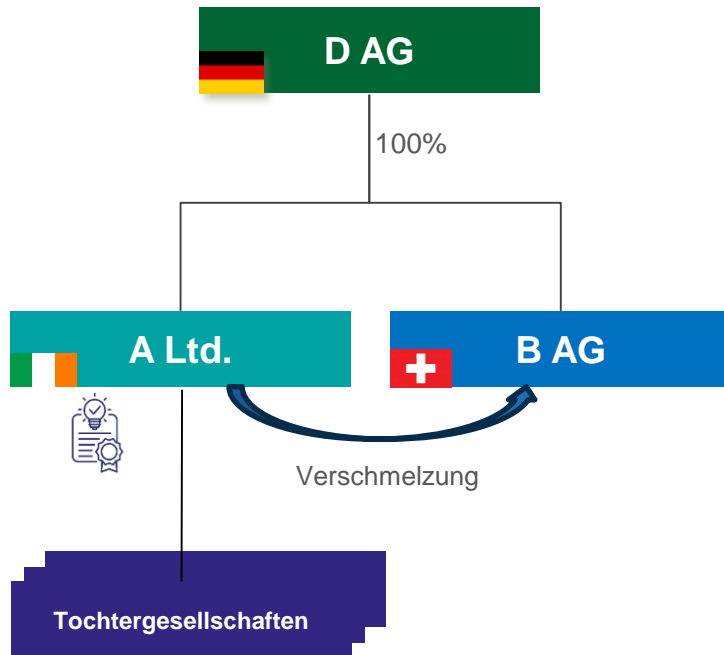 D AG
100%
A Ltd.
B AG
Verschmelzung
Tochtergesellschaften